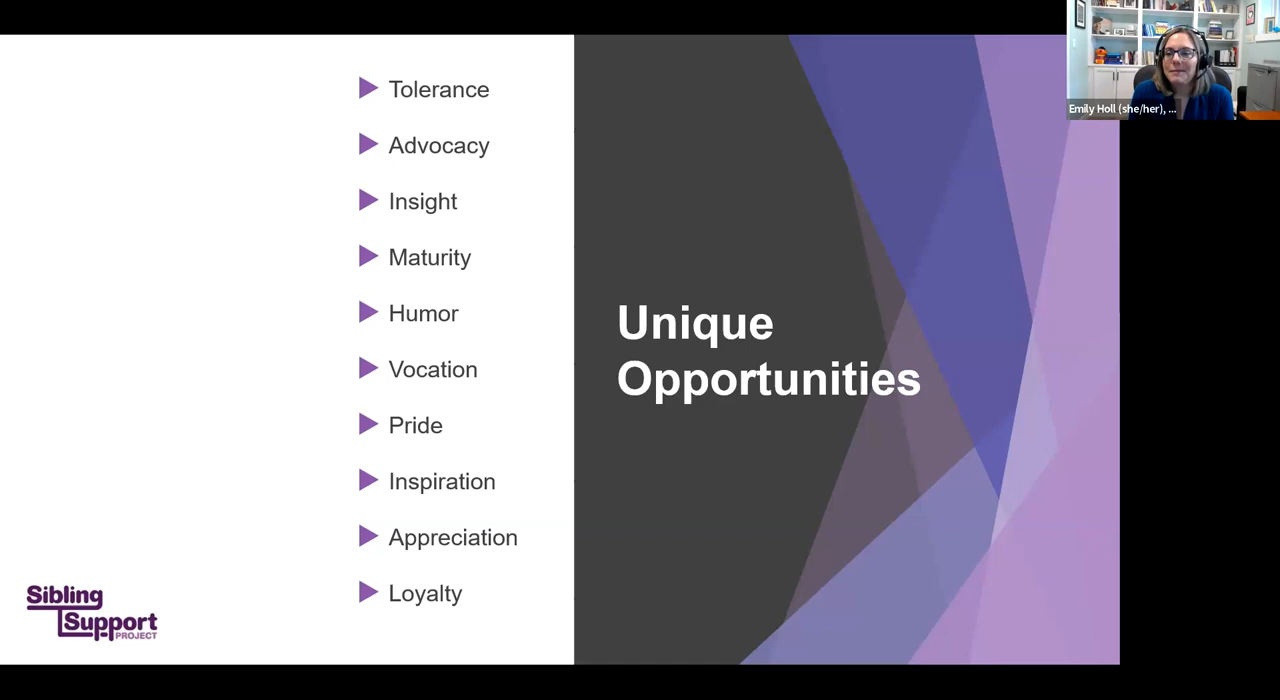 Tolerance
Advocacy
Insight
Maturity
Humor
Vocation
Pride
Inspiration
Appreciation
Loyalty
Unique
Opportunities
Sibling
Support
PROJECT
Emily Holl (she/her), ...